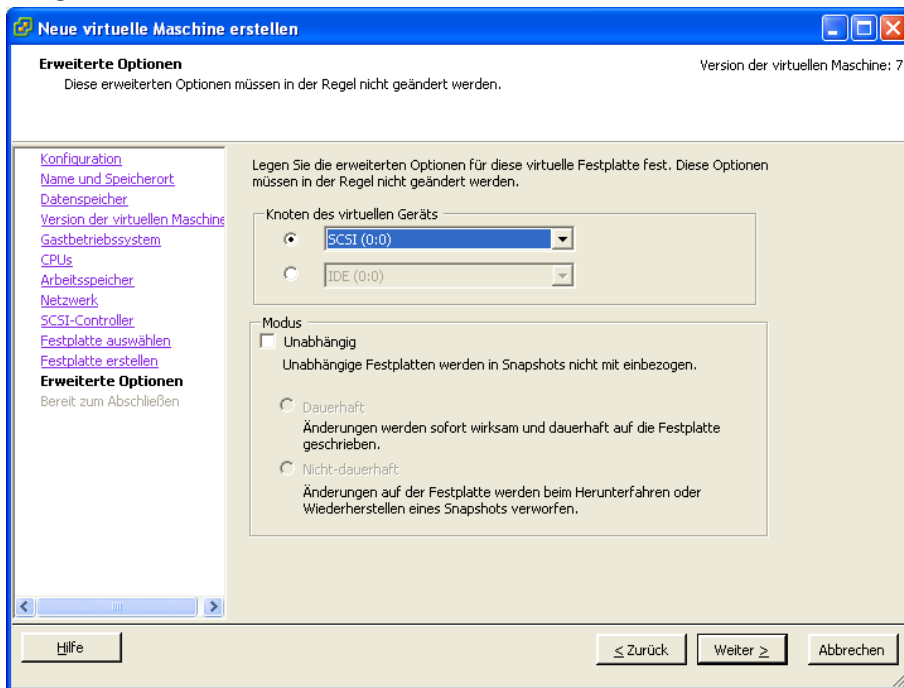 Neue virtuelle Maschine erstellen
Erweiterte Optionen
Diese erweiterten Optionen müssen in der Regel nicht geändert werden.
Version der virtuellen Maschine: 7
Konfiguration
Name und Speicherort
Datenspeicher
Version der virtuellen Maschine
Gastbetriebssystem
CPUs
Arbeitsspeicher
Netzwerk
SCSI-Controller
Festplatte auswählen
Festplatte erstellen
Erweiterte Optionen
Bereit zum Abschließen
Legen Sie die erweiterten Optionen für diese virtuelle Festplatte fest. Diese Optionen
müssen in der Regel nicht geändert werden.
Knoten des virtuellen Geräts
SCSI (0:0)
IDE (0:0)
Modus
Unabhängig
Unabhängige Festplatten werden in Snapshots nicht mit einbezogen.
Dauerhaft
Änderungen werden sofort wirksam und dauerhaft auf die Festplatte
geschrieben.
Nicht-dauerhaft
Änderungen auf der Festplatte werden beim Herunterfahren oder
Wiederherstellen eines Snapshots verworfen.
Hilfe
< Zurück
Weiter >
Abbrechen